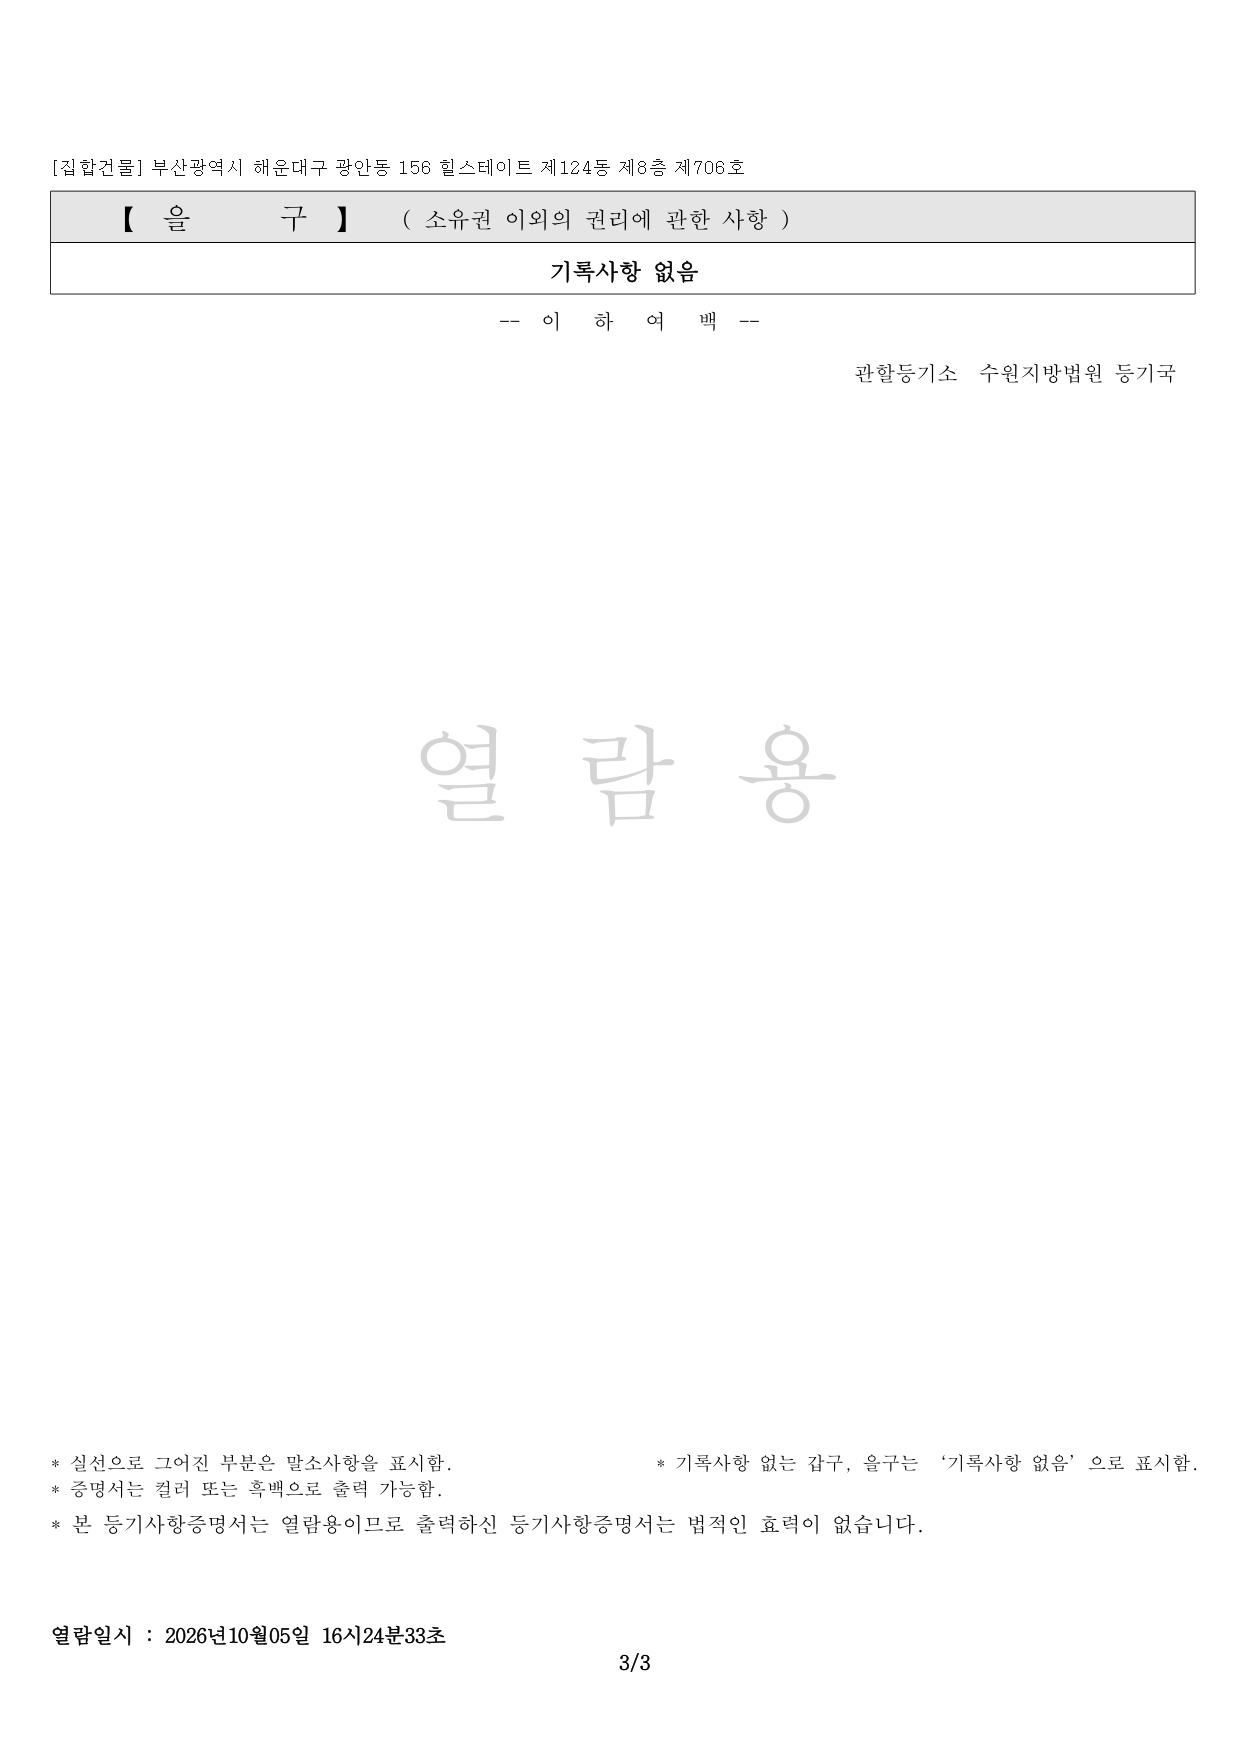 [집합건물] 부산광역시 해운대구 광안동 156 힐스테이트 제124동 제8층 제706호
【 을 구 】 ( 소유권 이외의 권리에 관한 사항 )
기록사항 없음
-- 이 하 여 백 --
관할등기소 수원지방법원 등기국
열 람 용
* 실선으로 그어진 부분은 말소사항을 표시함. * 기록사항 없는 갑구, 을구는 ‘기록사항 없음’ 으로 표시함.
* 증명서는 컬러 또는 흑백으로 출력 가능함.
* 본 등기사항증명서는 열람용이므로 출력하신 등기사항증명서는 법적인 효력이 없습니다.
열람일시 : 2026년10월05일 16시24분33초
3/3